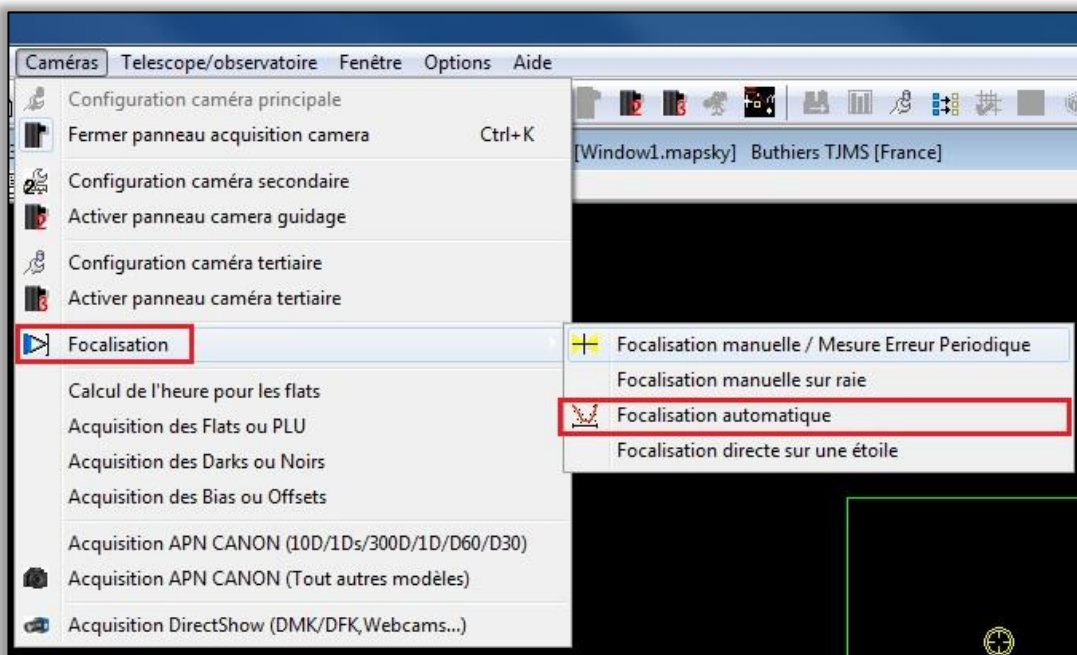 Caméras Telescope/observatoire Fenêtre Options Aide
Configuration caméra principale
Fermer panneau acquisition camera Ctrl+K
[Window1.mapsky] Buthiers TJMS [France]
Configuration caméra secondaire
Activer panneau camera guidage
Configuration caméra tertiaire
Activer panneau caméra tertiaire
Focalisation
Focalisation manuelle / Mesure Erreur Periodique
Focalisation manuelle sur raie
Focalisation automatique
Focalisation directe sur une étoile
Calcul de l'heure pour les flats
Acquisition des Flats ou PLU
Acquisition des Darks ou Noirs
Acquisition des Bias ou Offsets
Acquisition APN CANON (10D/1Ds/300D/1D/D60/D30)
Acquisition APN CANON (Tout autres modèles)
Acquisition DirectShow (DMK/DFK,Webcams...)